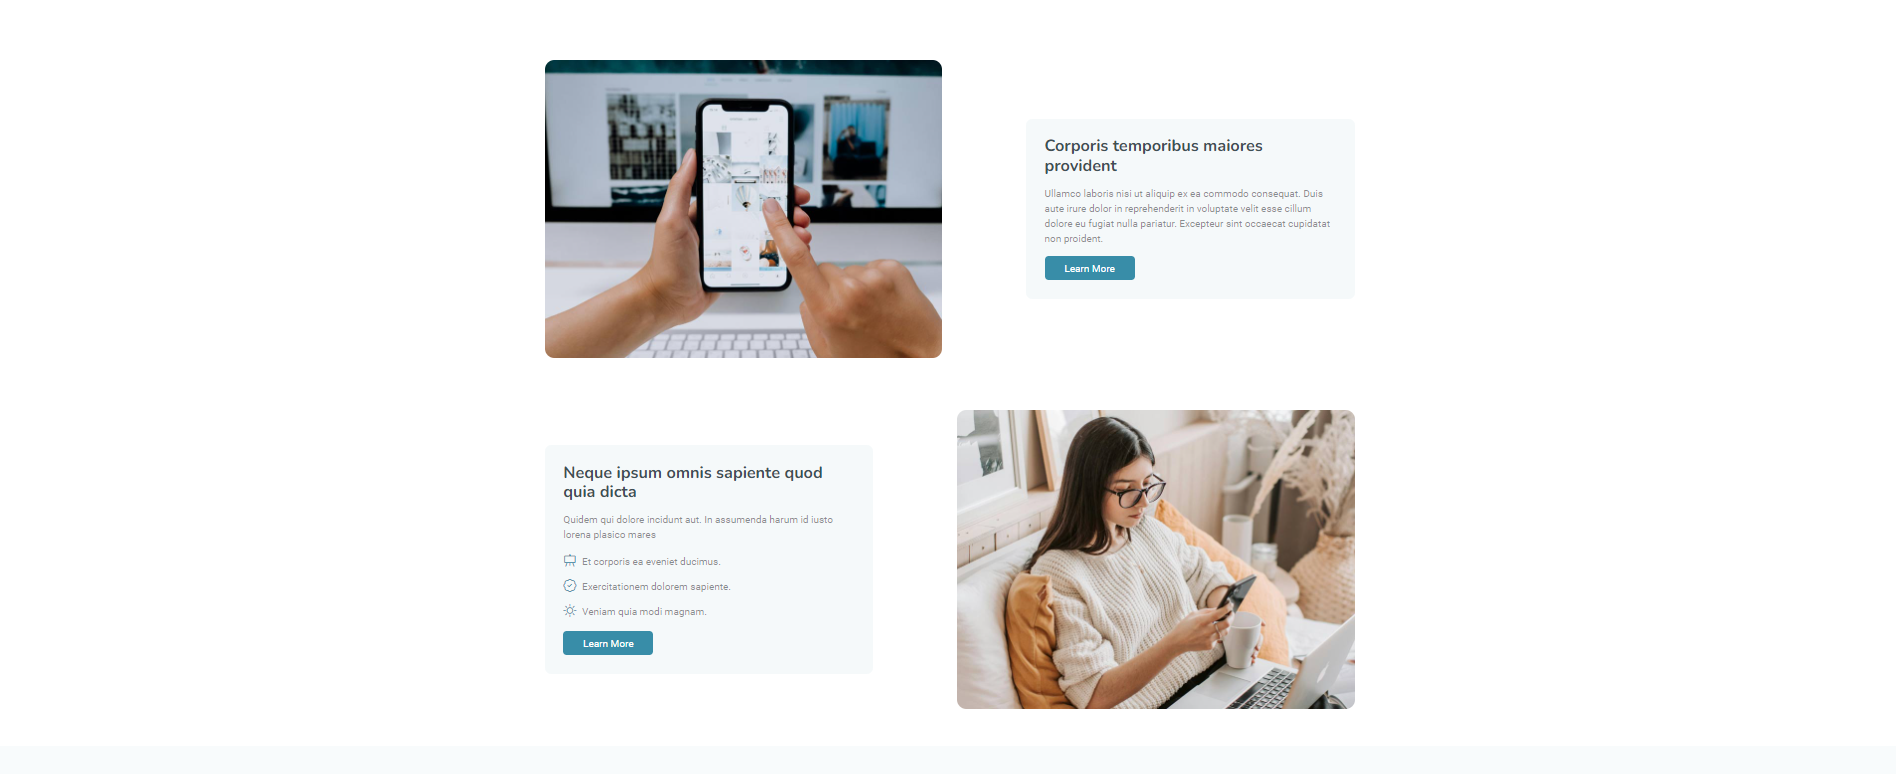 Corporis temporibus maiores
provident
Ullamco laboris nisi ut aliquip ex ea commodo consequat. Duis
aute irure dolor in reprehenderit in voluptate velit esse cillum
dolore eu fugiat nulla pariatur. Excepteur sint occaecat cupidatat
non proident.
Learn More
Neque ipsum omnis sapiente quod
quia dicta
Quidem qui dolore incidunt aut. In assumenda harum id iusto
lorena plasico mares
Et corporis ea eveniet ducimus.
Exercitationem dolorem sapiente.
Veniam quia modi magnam.
Learn More